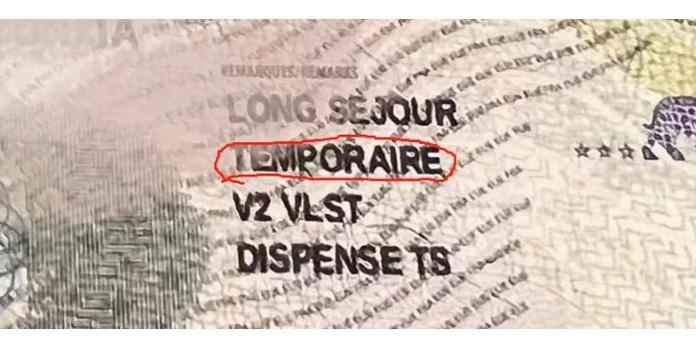 REMARQUES/REMARKS
LONG SEJOUR
TEMPORAIRE
V2 VLST
DISPENSE TS